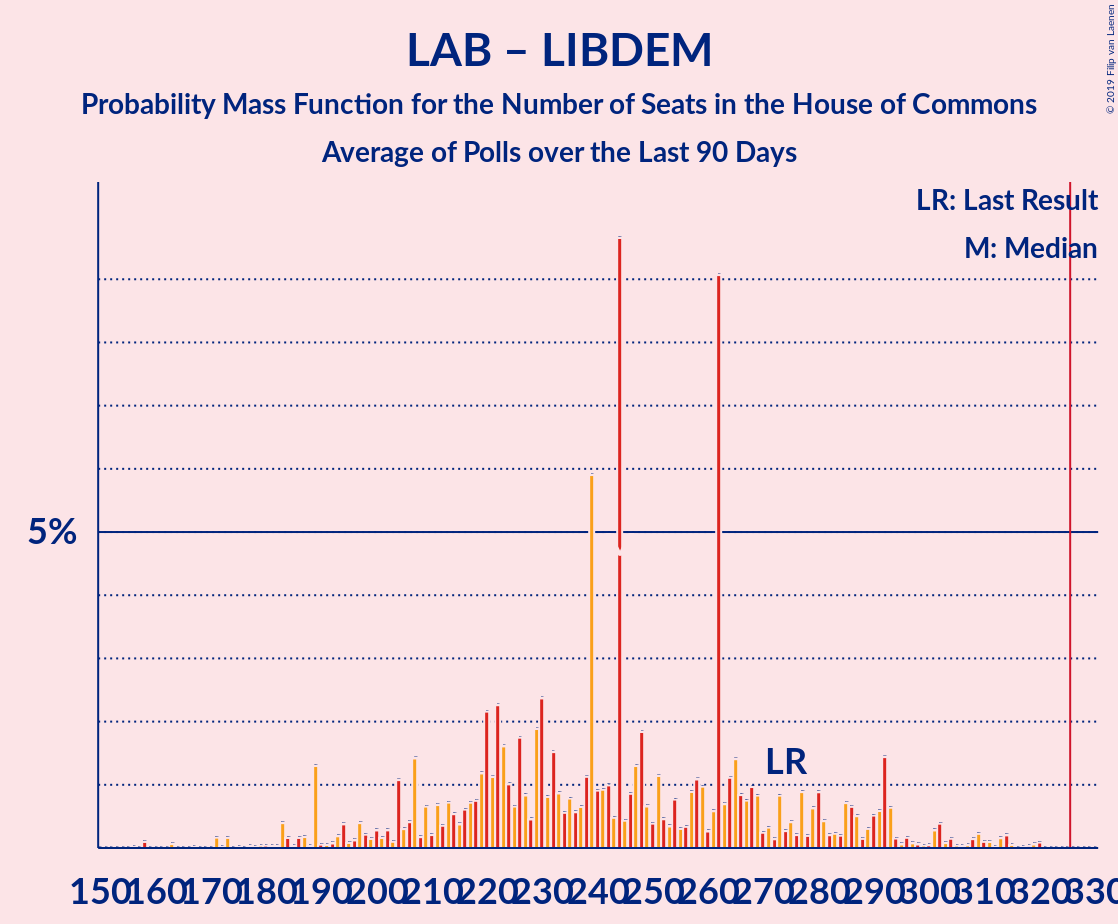 LAB – LIBDEM
Probability Mass Function for the Number of Seats in the House of Commons
Average of Polls over the Last 90 Days
© 2019 Filip van Laenen
LR: Last Result
M: Median
5%
LR
150 160 170 180 190 200 210 220 230 240 250 260 270 280 290 300 310 320 330